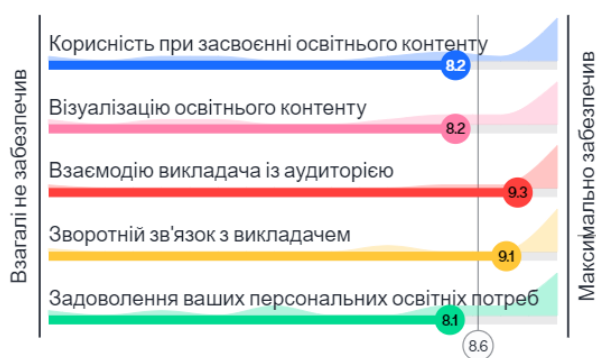 Взагалі не забезпечив
Корисність при засвоєнні освітнього контенту
8.2
Візуалізацію освітнього контенту
8.2
Взаємодію викладача із аудиторією
9.3
Зворотній зв'язок з викладачем
9.1
Задоволення ваших персональних освітніх потреб
8.1
8.6
Максимально забезпечив